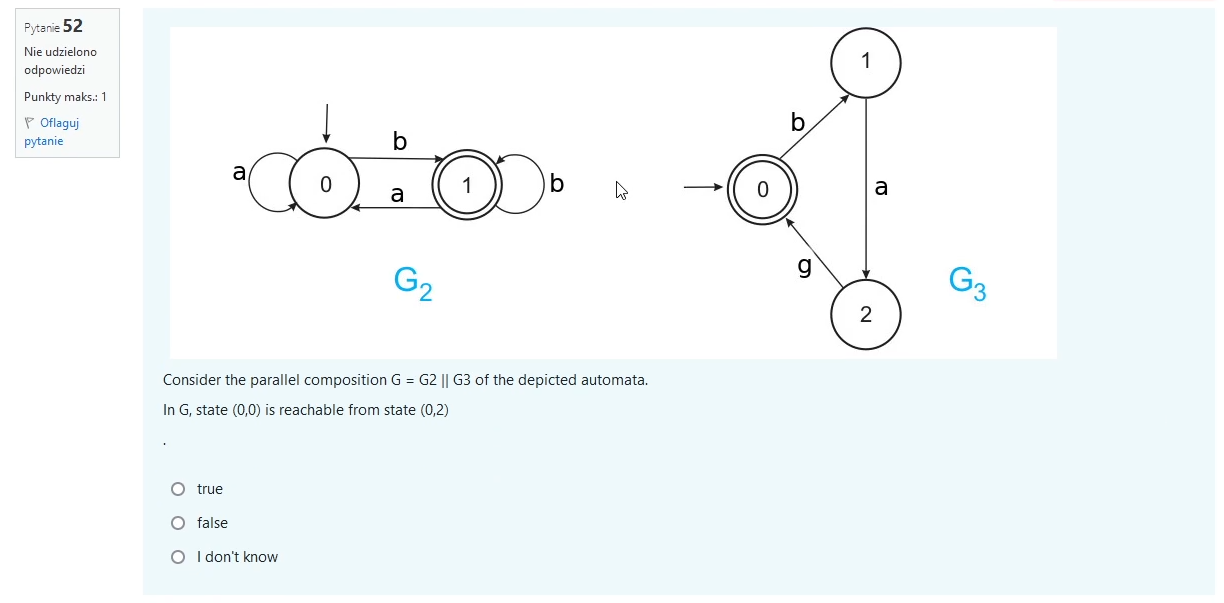 Pytanie 52
Nie udzielono
odpowiedzi
Punkty maks.: 1
Oflaguj
pytanie
a
0
b
a
1
b
G2
0
b
1
a
g
2
G3
Consider the parallel composition G = G2 || G3 of the depicted automata.
In G, state (0,0) is reachable from state (0,2)
.
true
false
I don't know